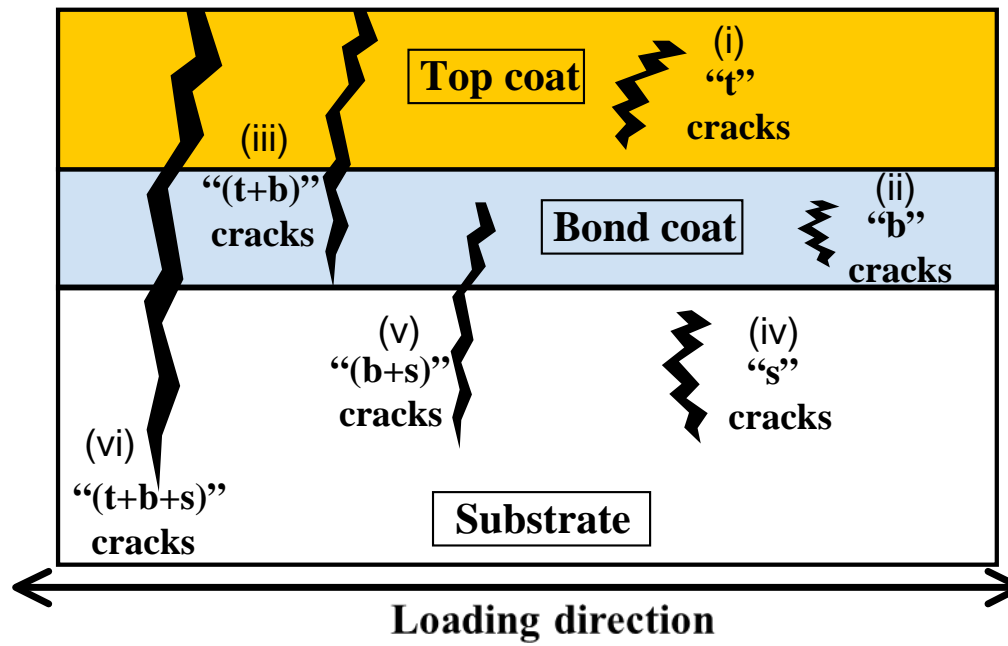 Top coat
(i)
“t”
cracks
(iii)
“(t+b)”
cracks
Bond coat
(ii)
“b”
cracks
(v)
“(b+s)”
cracks
(iv)
“s”
cracks
(vi)
“(t+b+s)”
cracks
Substrate
Loading direction